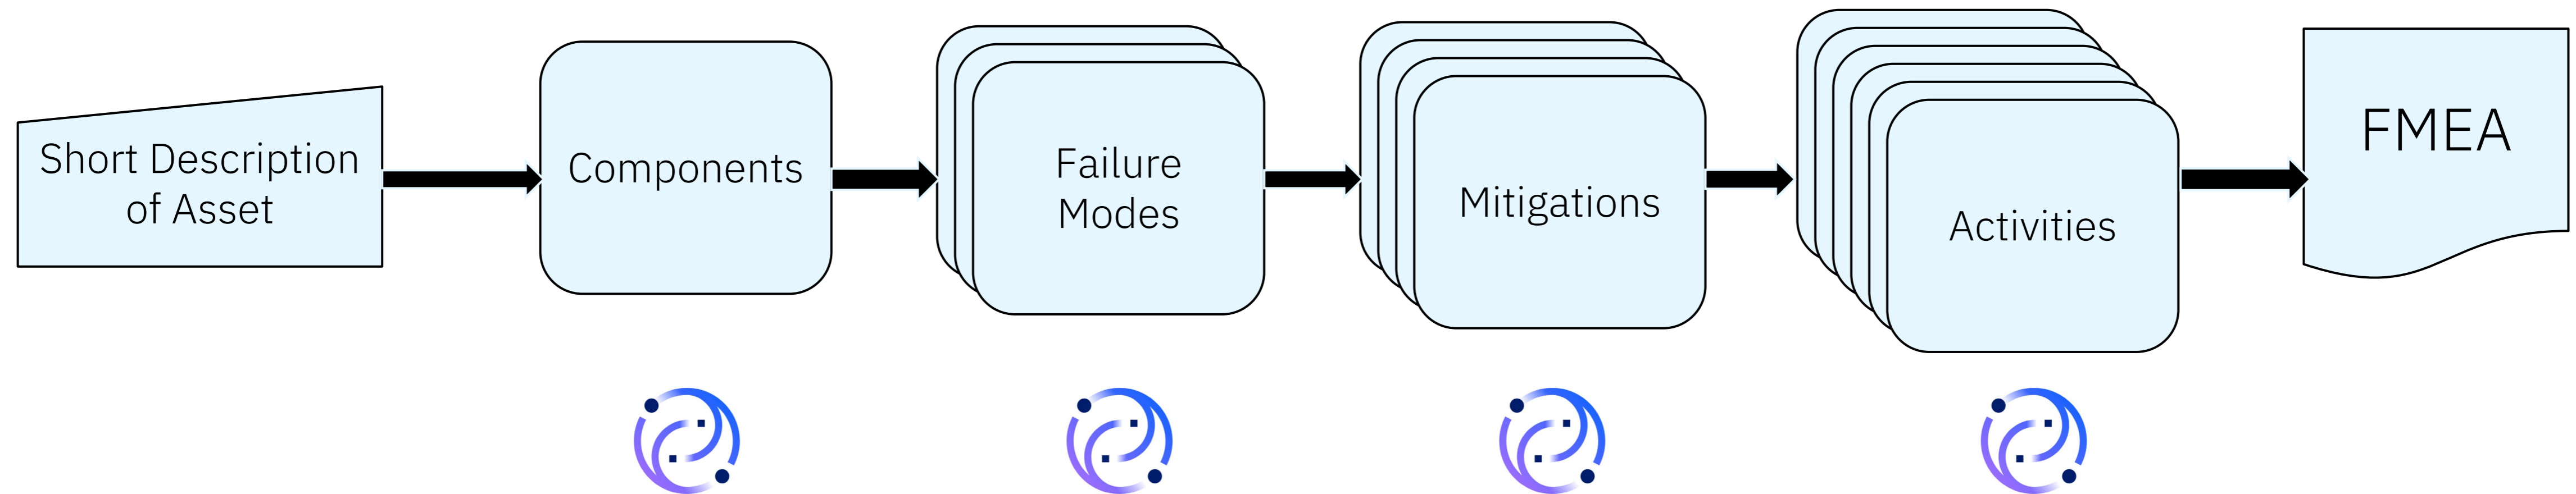 Short Description
of Asset
Components
Failure
Modes
Mitigations
Activities
FMEA